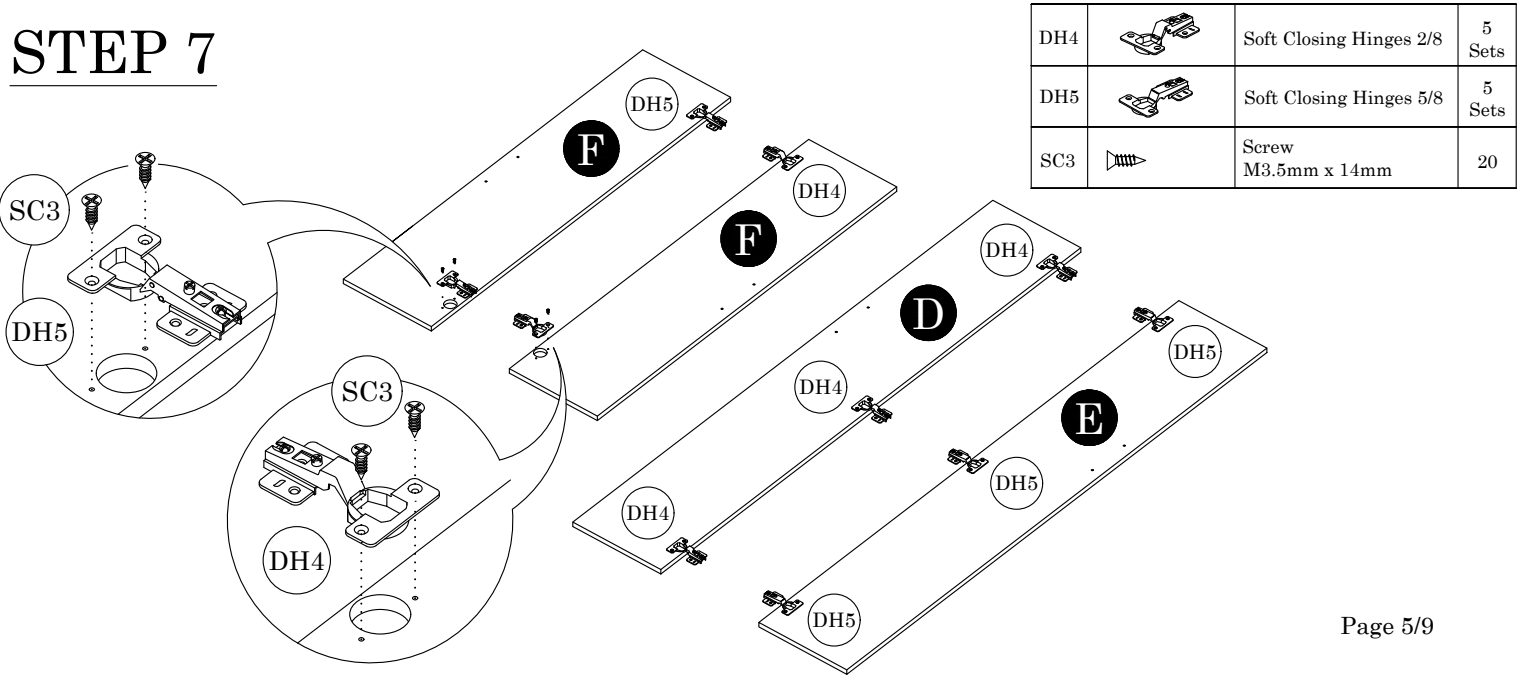 STEP 7
DH4 Soft Closing Hinges 2/8 5 Sets
DH5 Soft Closing Hinges 5/8 5 Sets
SC3 Screw M3.5mm x 14mm 20
DH5
F
DH4
F
SC3
DH5
SC3
DH4
DH4
D
DH4
DH4
DH5
E
DH5
DH5
Page 5/9